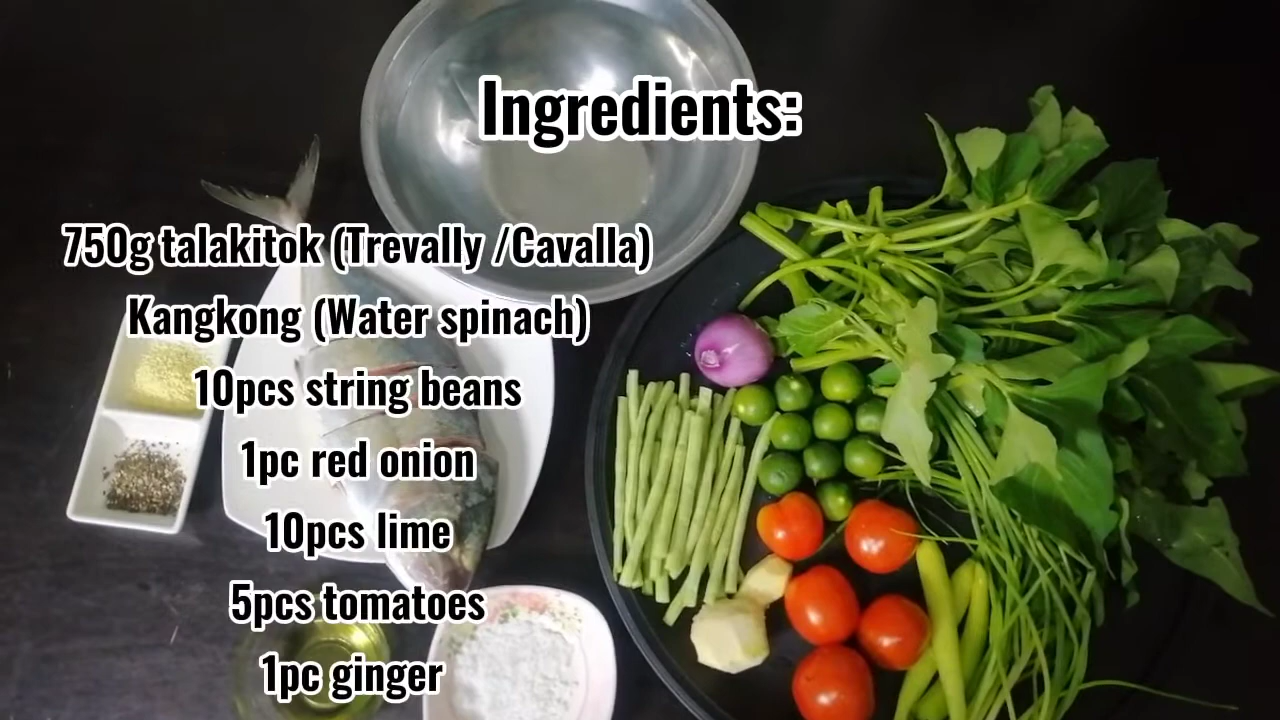 Ingredients:
750g talakitok (Trevally /Cavalla)
Kangkong (Water spinach)
10pcs string beans
1pc red onion
10pcs lime
5pcs tomatoes
1pc ginger